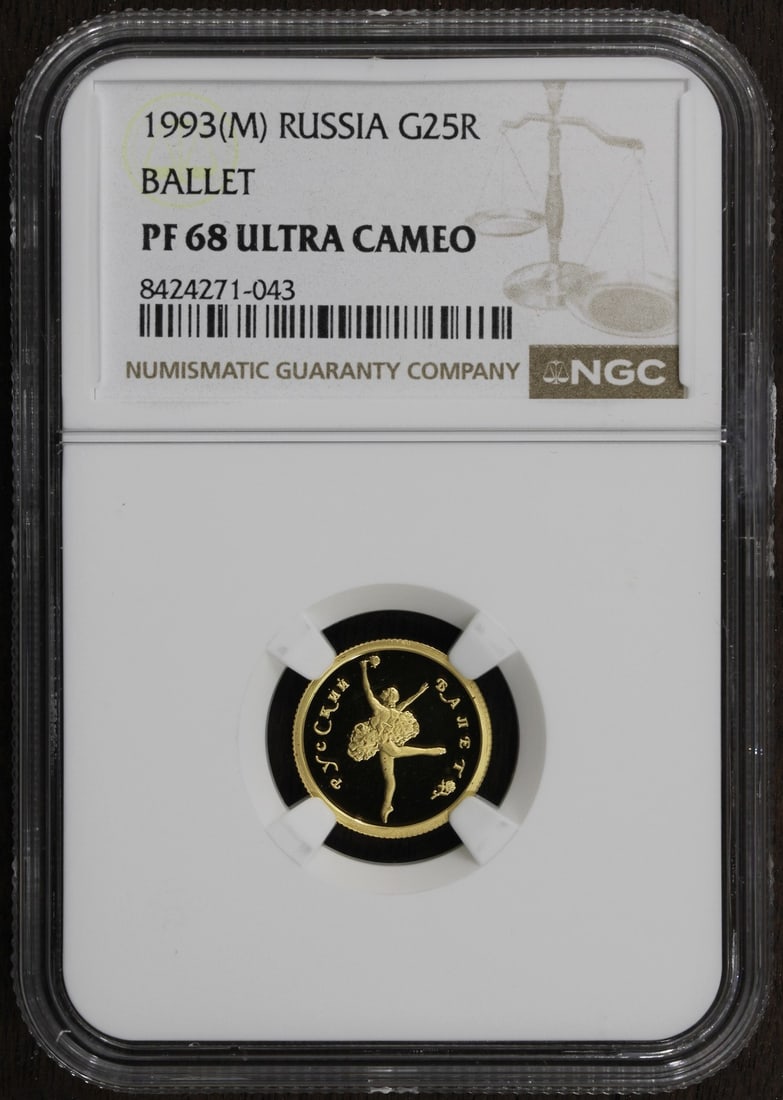 1993(M) RUSSIA G25R
BALLET
PF 68 ULTRA CAMEO
8424271-043
NUMISMATIC GUARANTY COMPANY
NGC
РУССКИЙ
БАЛЕТ